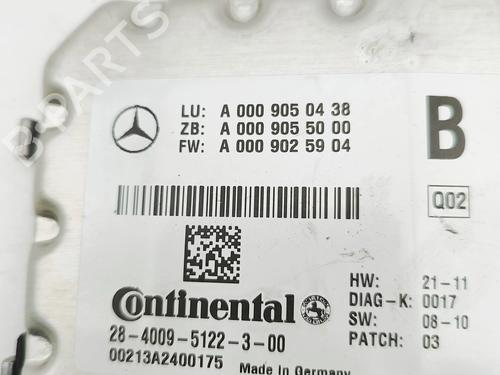 LU: A 000 905 04 38
ZB: A 000 905 50 00
FW: A 000 902 59 04
B
Q02
Continental
28-4009-5122-3-00
00213A2400175 Made in Germany
HW: 21-11
DIAG-K: 0017
SW: 08-10
PATCH: 03
B-PARTS